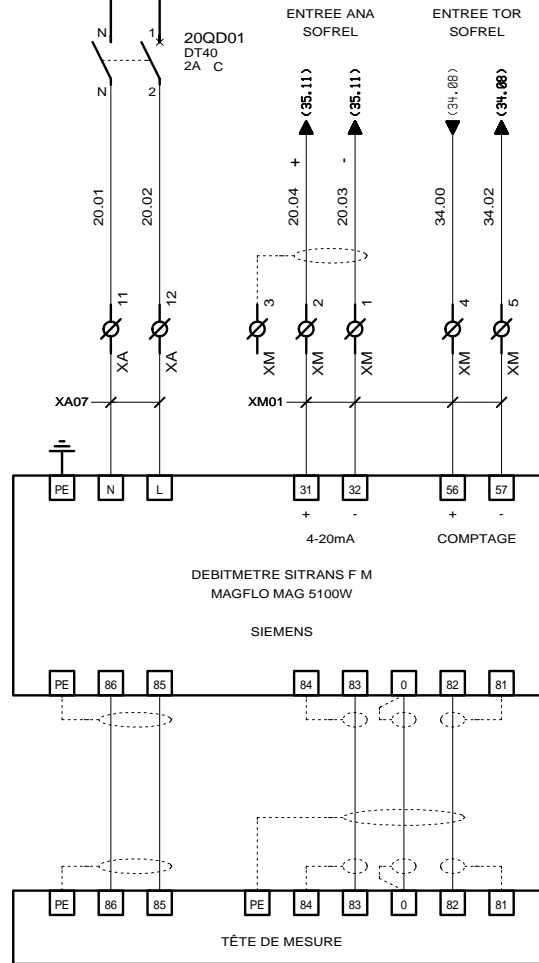 ENTREE ANA
SOFREL
ENTREE TOR
SOFREL
N
1
20QD01
DT40
2A C
N
2
(35.11)
(35.11)
(34.08)
(34.08)
+
-
20.01
20.02
20.04
20.03
34.00
34.02
11
12
3
2
1
4
5
XA
XA
XM
XM
XM
XM
XM
XA07
XM01
PE
N
L
31
32
56
57
+
-
+
-
4-20mA
COMPTAGE
DEBITMETRE SITRANS F M
MAGFLO MAG 5100W
SIEMENS
PE
86
85
84
83
0
82
81
PE
86
85
PE
84
83
0
82
81
TÊTE DE MESURE